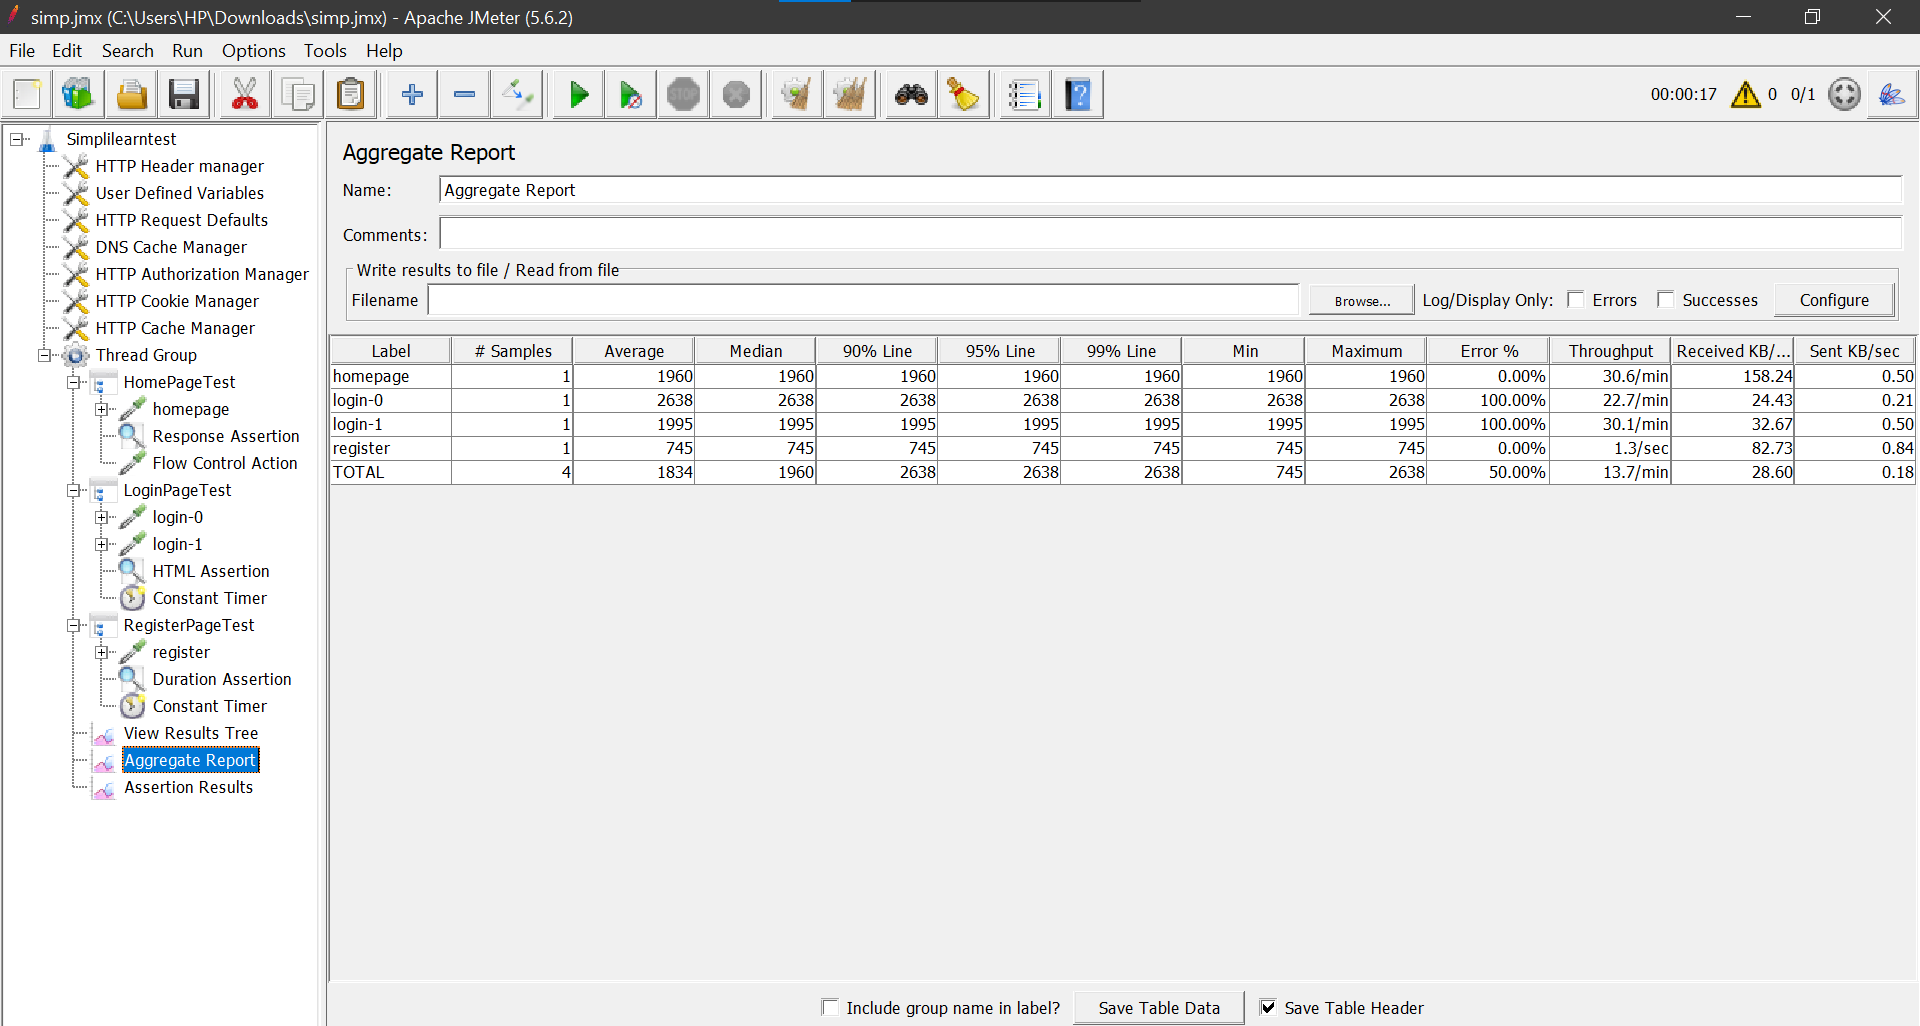 simp.jmx (C:\Users\HP\Downloads\simp.jmx) - Apache JMeter (5.6.2)
File Edit Search Run Options Tools Help
STOP
?
00:00:17 0 0/1
Simplilearntest
HTTP Header manager
User Defined Variables
HTTP Request Defaults
DNS Cache Manager
HTTP Authorization Manager
HTTP Cookie Manager
HTTP Cache Manager
Thread Group
HomePageTest
homepage
Response Assertion
Flow Control Action
LoginPageTest
login-0
login-1
HTML Assertion
Constant Timer
RegisterPageTest
register
Duration Assertion
Constant Timer
View Results Tree
Aggregate Report
Assertion Results
Aggregate Report
Name: Aggregate Report
Comments:
Write results to file / Read from file
Filename Browse... Log/Display Only: Errors Successes Configure
Label # Samples Average Median 90% Line 95% Line 99% Line Min Maximum Error % Throughput Received KB/... Sent KB/sec
homepage 1 1960 1960 1960 1960 1960 1960 1960 0.00% 30.6/min 158.24 0.50
login-0 1 2638 2638 2638 2638 2638 2638 2638 100.00% 22.7/min 24.43 0.21
login-1 1 1995 1995 1995 1995 1995 1995 1995 100.00% 30.1/min 32.67 0.50
register 1 745 745 745 745 745 745 745 0.00% 1.3/sec 82.73 0.84
TOTAL 4 1834 1960 2638 2638 2638 745 2638 50.00% 13.7/min 28.60 0.18
Include group name in label? Save Table Data Save Table Header